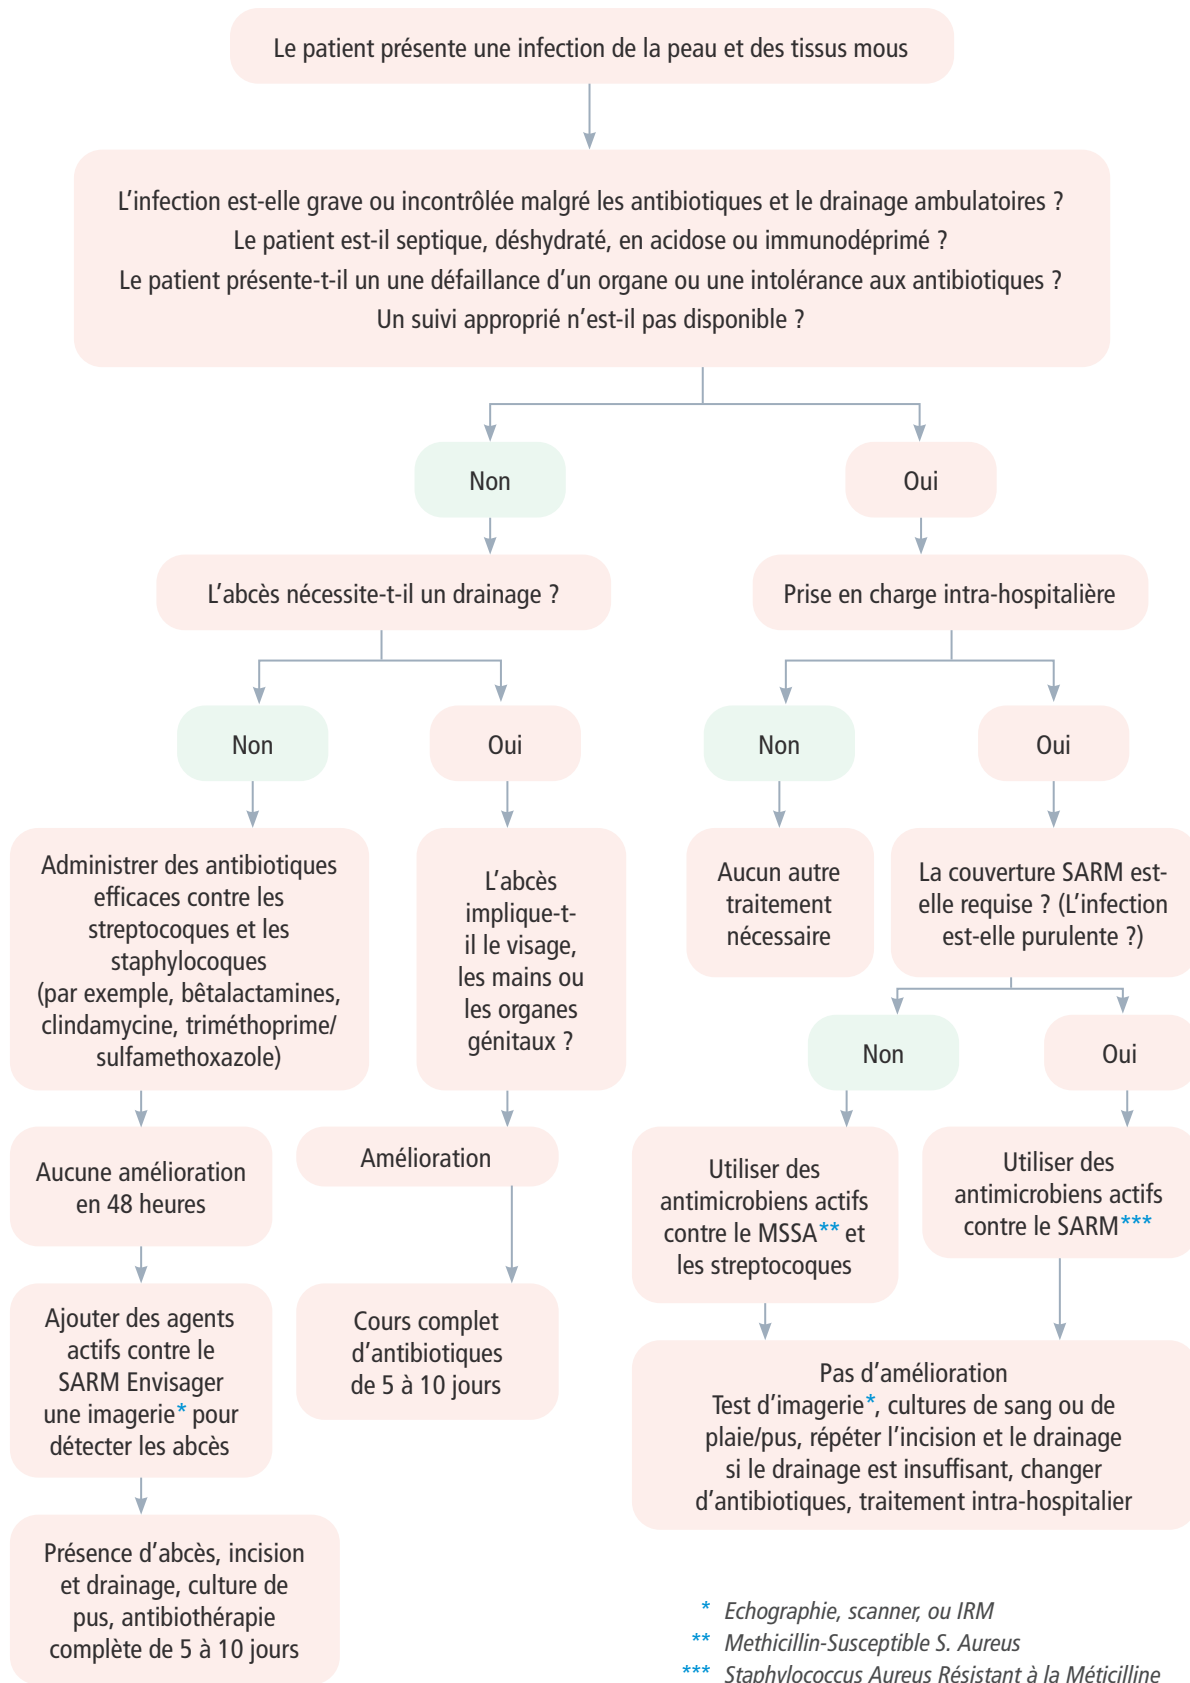 Le patient présente une infection de la peau et des tissus mous
L'infection est-elle grave ou incontrôlée malgré les antibiotiques et le drainage ambulatoires ?
Le patient est-il septique, déshydraté, en acidose ou immunodéprimé ?
Le patient présente-t-il un une défaillance d'un organe ou une intolérance aux antibiotiques ?
Un suivi approprié n'est-il pas disponible ?
Non
Oui
L'abcès nécessite-t-il un drainage ?
Prise en charge intra-hospitalière
Non
Oui
Non
Oui
Administrer des antibiotiques
efficaces contre les
streptocoques et les
staphylocoques
(par exemple, bêtalactamines,
clindamycine, triméthoprime/
sulfamethoxazole)
L'abcès
implique-t-
il le visage,
les mains ou
les organes
génitaux ?
Aucun autre
traitement
nécessaire
La couverture SARM est-
elle requise ? (L'infection
est-elle purulente ?)
Non
Oui
Aucune amélioration
en 48 heures
Amélioration
Utiliser des
antimicrobiens actifs
contre le MSSA** et
les streptocoques
Utiliser des
antimicrobiens actifs
contre le SARM***
Ajouter des agents
actifs contre le
SARM Envisager
une imagerie* pour
détecter les abcès
Cours complet
d'antibiotiques
de 5 à 10 jours
Pas d'amélioration
Test d'imagerie*, cultures de sang ou de
plaie/pus, répéter l'incision et le drainage
si le drainage est insuffisant, changer
d'antibiotiques, traitement intra-hospitalier
Présence d'abcès, incision
et drainage, culture de
pus, antibiothérapie
complète de 5 à 10 jours
* Echographie, scanner, ou IRM
** Methicillin-Susceptible S. Aureus
*** Staphylococcus Aureus Résistant à la Méticilline